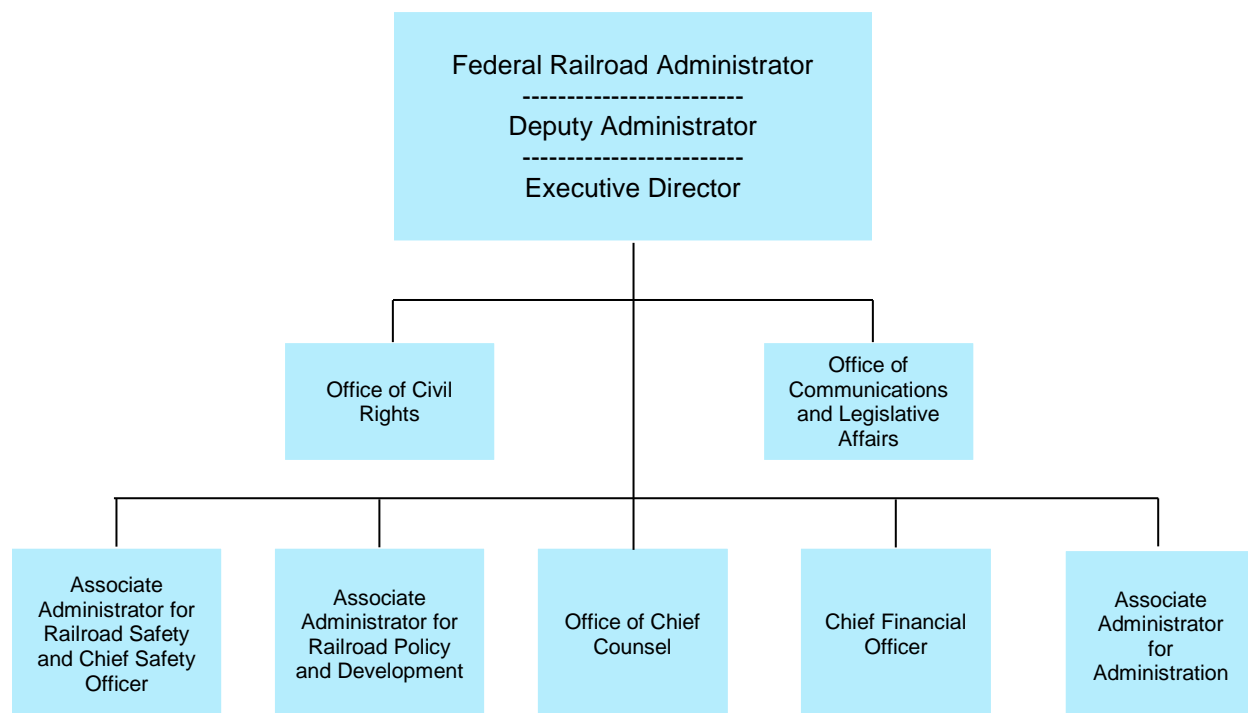 Federal Railroad Administrator
-------------------------
Deputy Administrator
-------------------------
Executive Director
Office of Civil
Rights
Office of
Communications
and Legislative
Affairs
Associate
Administrator for
Railroad Safety
and Chief Safety
Officer
Associate
Administrator for
Railroad Policy
and Development
Office of Chief
Counsel
Chief Financial
Officer
Associate
Administrator
for
Administration